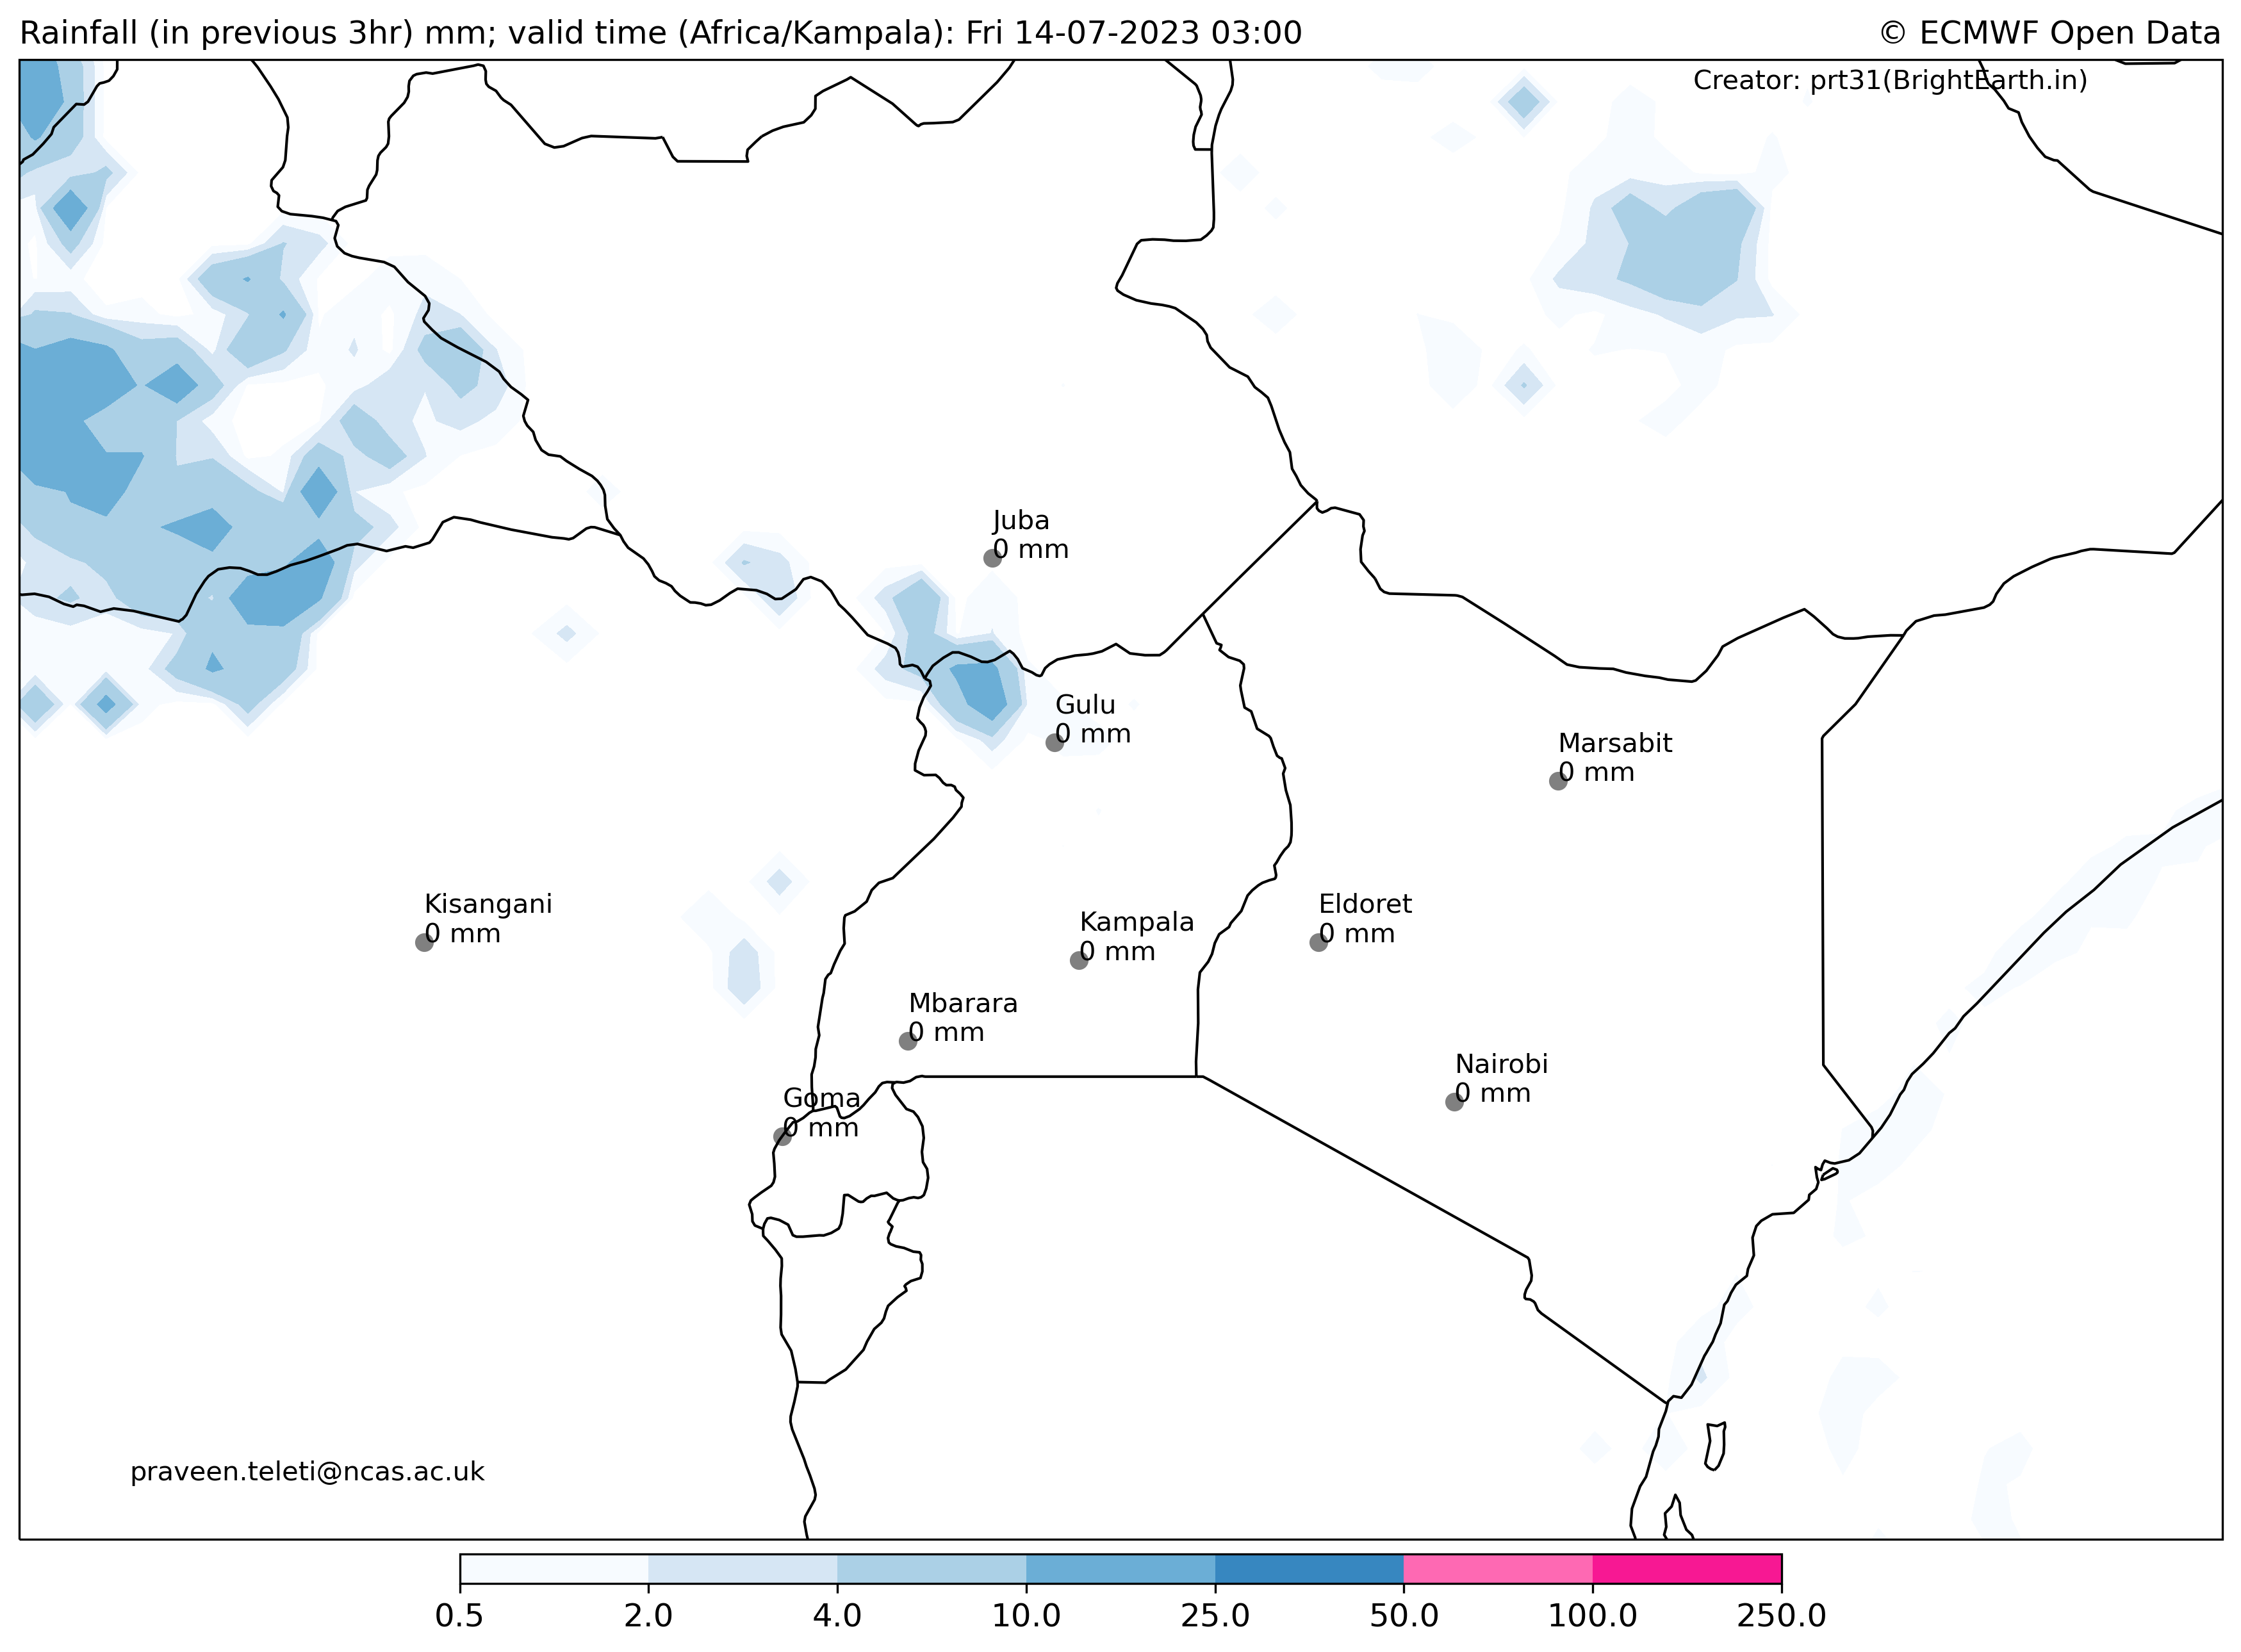 Rainfall (in previous 3hr) mm; valid time (Africa/Kampala): Fri 14-07-2023 03:00
© ECMWF Open Data
Creator: prt31(BrightEarth.in)
Juba
0 mm
Gulu
0 mm
Marsabit
0 mm
Kisangani
0 mm
Kampala
0 mm
Eldoret
0 mm
Mbarara
0 mm
Nairobi
0 mm
Goma
0 mm
praveen.teleti@ncas.ac.uk
0.5 2.0 4.0 10.0 25.0 50.0 100.0 250.0